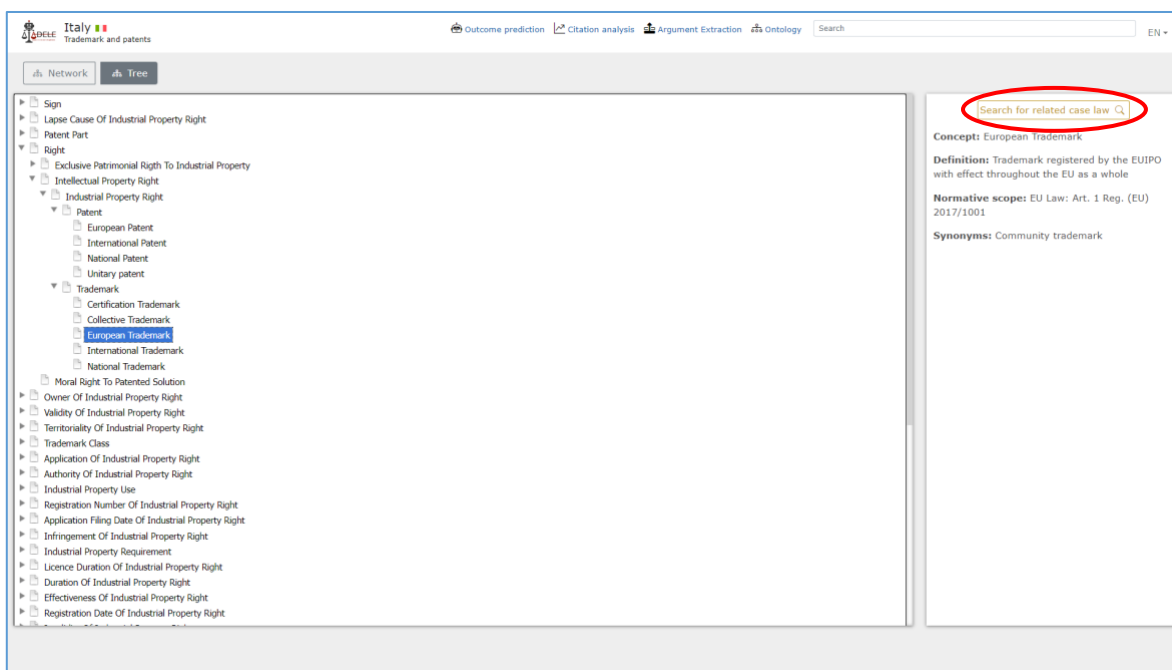 ADELE
Italy
Trademark and patents
Outcome prediction Citation analysis Argument Extraction Ontology Search EN
Network Tree
Sign
Lapse Cause Of Industrial Property Right
Patent Part
Right
Exclusive Patrimonial Rigth To Industrial Property
Intellectual Property Right
Industrial Property Right
Patent
European Patent
International Patent
National Patent
Unitary patent
Trademark
Certification Trademark
Collective Trademark
European Trademark
International Trademark
National Trademark
Moral Right To Patented Solution
Owner Of Industrial Property Right
Validity Of Industrial Property Right
Territoriality Of Industrial Property Right
Trademark Class
Application Of Industrial Property Right
Authority Of Industrial Property Right
Industrial Property Use
Registration Number Of Industrial Property Right
Application Filing Date Of Industrial Property Right
Infringement Of Industrial Property Right
Industrial Property Requirement
Licence Duration Of Industrial Property Right
Duration Of Industrial Property Right
Effectiveness Of Industrial Property Right
Registration Date Of Industrial Property Right
Search for related case law
Concept: European Trademark
Definition: Trademark registered by the EUIPO
with effect throughout the EU as a whole
Normative scope: EU Law: Art. 1 Reg. (EU)
2017/1001
Synonyms: Community trademark